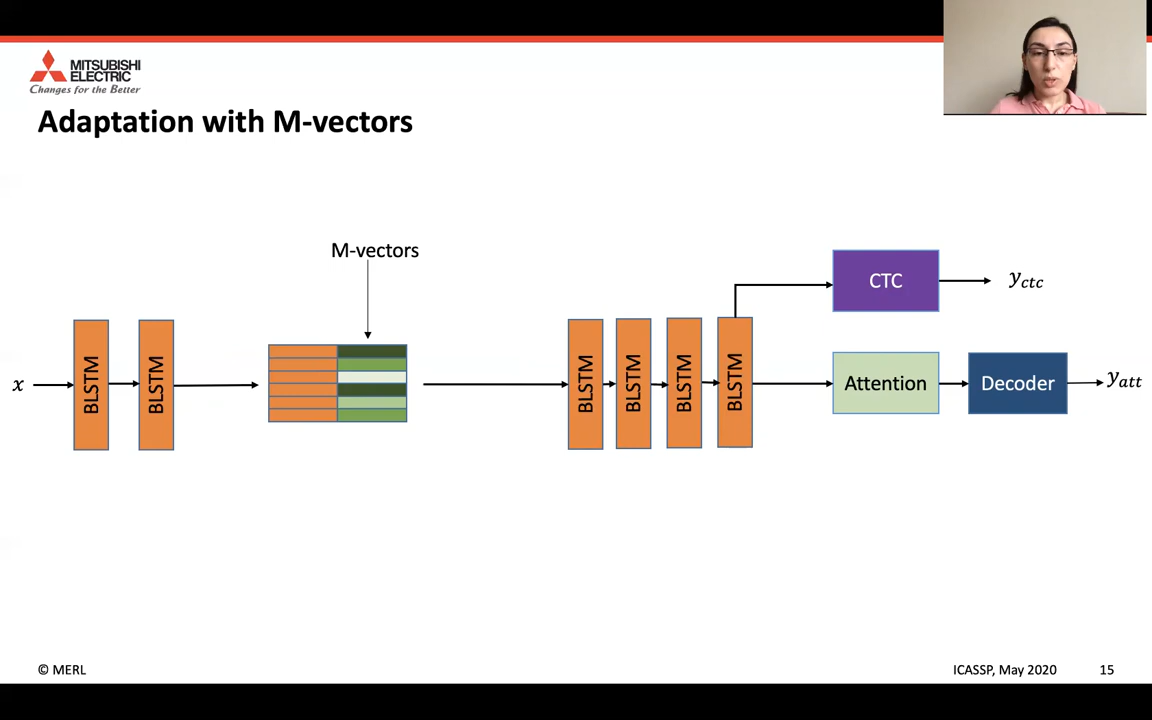 MITSUBISHI
ELECTRIC
Changes for the Better
Adaptation with M-vectors
M-vectors
x
BLSTM
BLSTM
BLSTM
BLSTM
BLSTM
BLSTM
CTC
y_ctc
Attention
Decoder
y_att
© MERL
ICASSP, May 2020
15